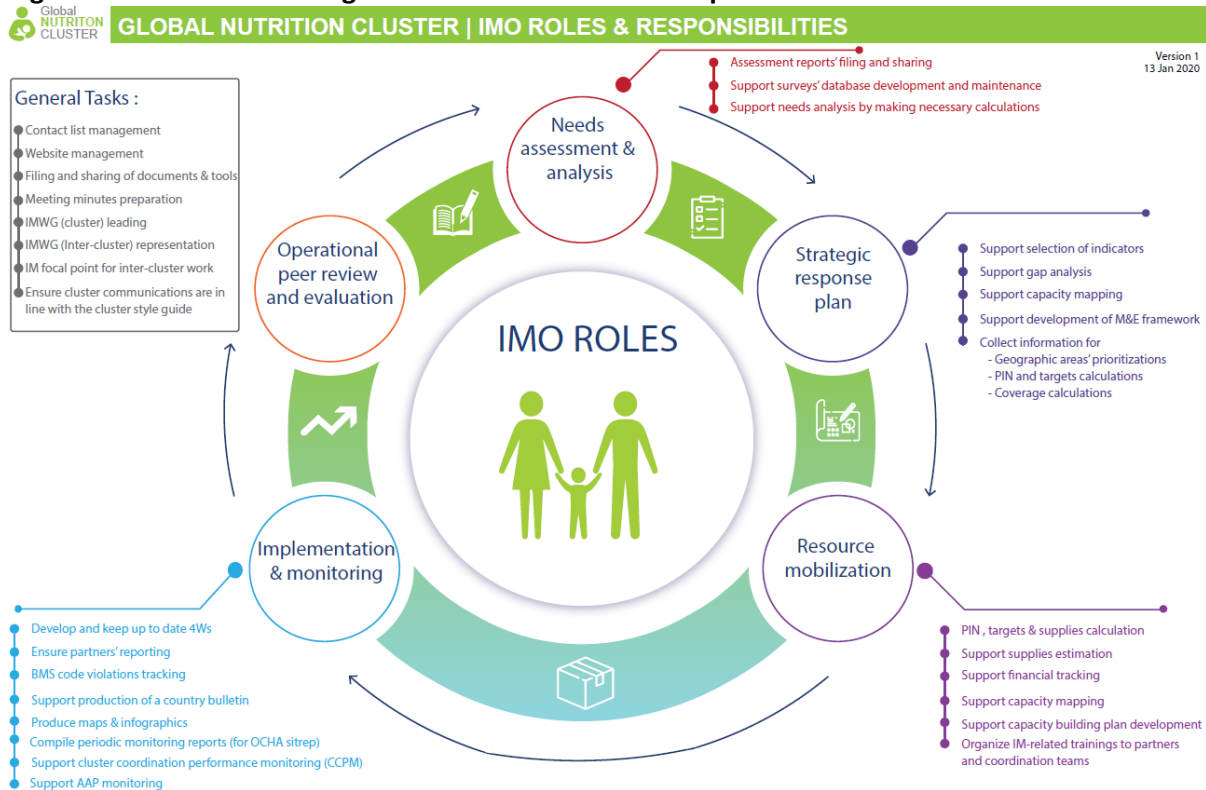 Global
NUTRITON
CLUSTER
GLOBAL NUTRITION CLUSTER | IMO ROLES & RESPONSIBILITIES
Version 1
13 Jan 2020
General Tasks :
Contact list management
Website management
Filing and sharing of documents & tools
Meeting minutes preparation
IMWG (cluster) leading
IMWG (Inter-cluster) representation
IM focal point for inter-cluster work
Ensure cluster communications are in
line with the cluster style guide
Assessment reports' filing and sharing
Support surveys' database development and maintenance
Support needs analysis by making necessary calculations
Needs
assessment &
analysis
Strategic
response
plan
Support selection of indicators
Support gap analysis
Support capacity mapping
Support development of M&E framework
Collect information for
- Geographic areas' prioritizations
- PIN and targets calculations
- Coverage calculations
Operational
peer review
and evaluation
IMO ROLES
Implementation
& monitoring
Resource
mobilization
Develop and keep up to date 4Ws
Ensure partners' reporting
BMS code violations tracking
Support production of a country bulletin
Produce maps & infographics
Compile periodic monitoring reports (for OCHA sitrep)
Support cluster coordination performance monitoring (CCPM)
Support AAP monitoring
PIN , targets & supplies calculation
Support supplies estimation
Support financial tracking
Support capacity mapping
Support capacity building plan development
Organize IM-related trainings to partners
and coordination teams